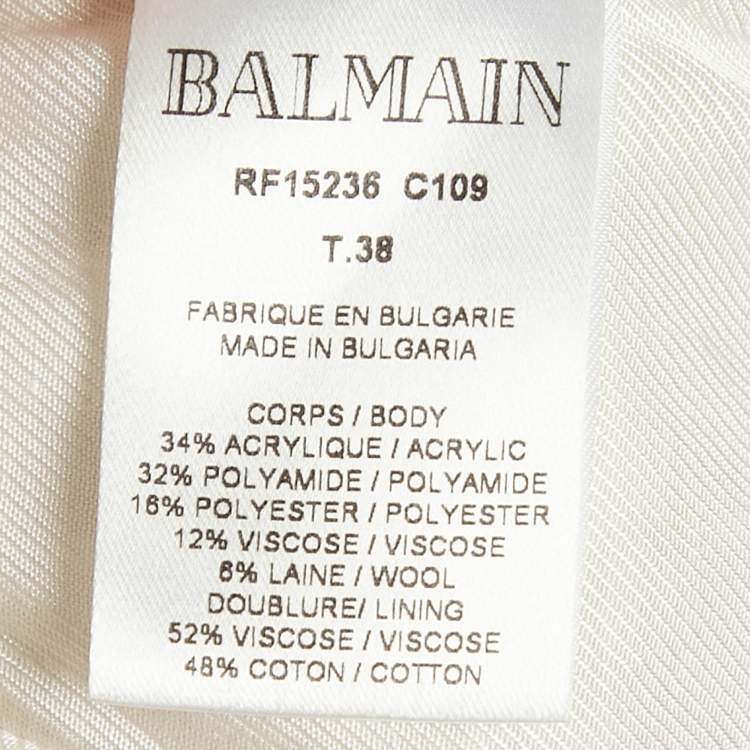 BALMAIN
RF15236 C109
T.38
FABRIQUE EN BULGARIE
MADE IN BULGARIA
CORPS / BODY
34% ACRYLIQUE / ACRYLIC
32% POLYAMIDE / POLYAMIDE
16% POLYESTER / POLYESTER
12% VISCOSE / VISCOSE
6% LAINE / WOOL
DOUBLURE/ LINING
52% VISCOSE / VISCOSE
48% COTON / COTTON